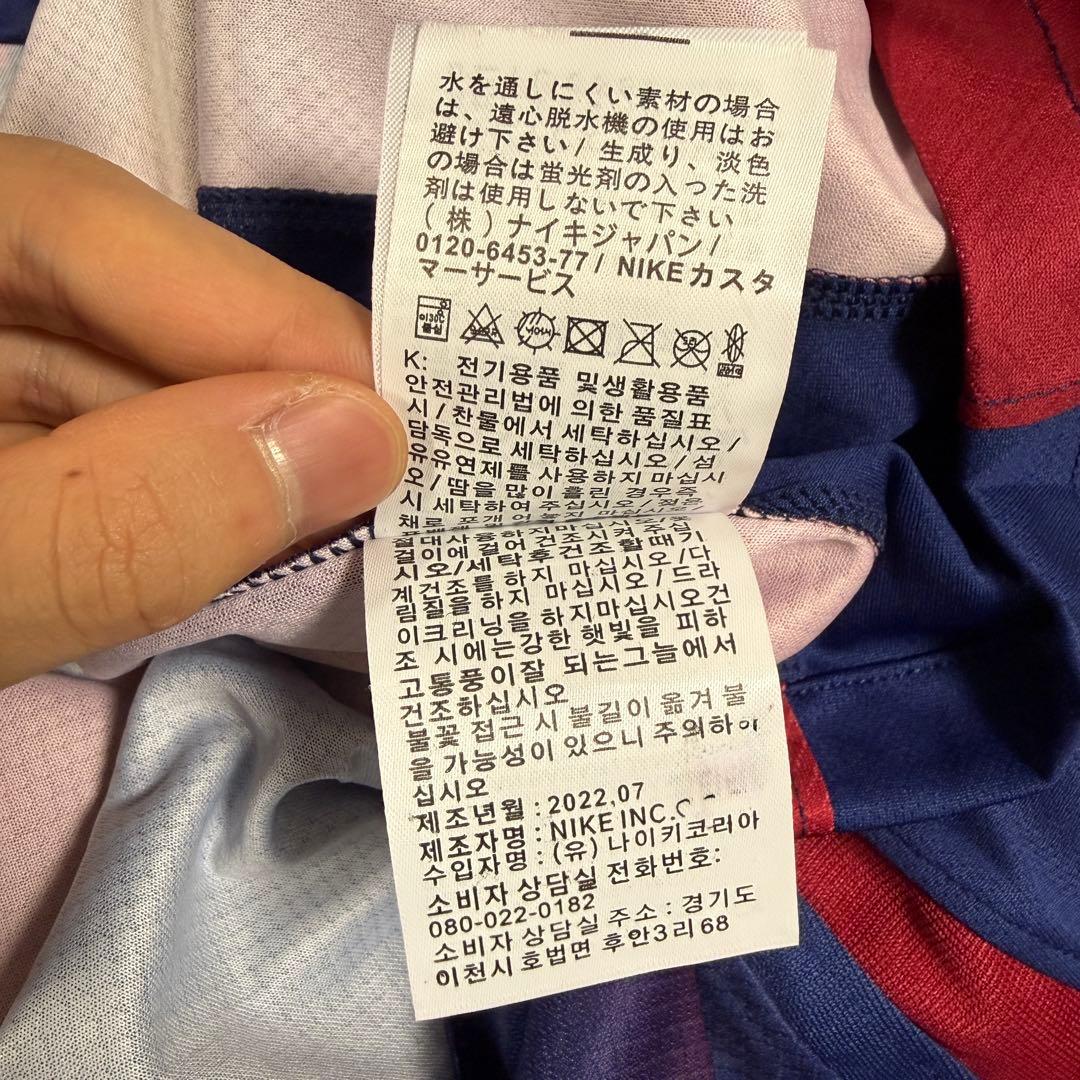 水を通しにくい素材の場合
は、遠心脱水機の使用はお
避け下さい/ 生成り、淡色
の場合は蛍光剤の入った洗
剤は使用しないで下さい
(株)ナイキジャパン/
0120-6453-77/ NIKEカスタ
マーサービス
K: 전기용품 및생활용품
안전관리법에 의한 품질표
시/찬물에서 세탁하십시오/
담독으로 세탁하십시오/섬
유유연제를 사용하지 마십시
오/땀을 많이 흘린 경우즉
시 세탁하여 주십시오/젖은
채로
걸이에 걸어 건조시켜 주십
시오/세탁후건조할때기
계건조를 하지 마십시오/다
림질을 하지 마십시오/드라
이크리닝을 하지마십시오건
조 시에는강한 햇빛을 피하
고통풍이잘 되는그늘에서
건조하십시오
불꽃 접근 시 불길이 옮겨 붙
을 가능성이 있으니 주의하
십시오
제조년월 : 2022.07
제조자명 : NIKE INC.
수입자명 : (유) 나이키코리아
소비자 상담실 전화번호:
080-022-0182
소비자 상담실 주소 : 경기도
이천시 호법면 후안3리68